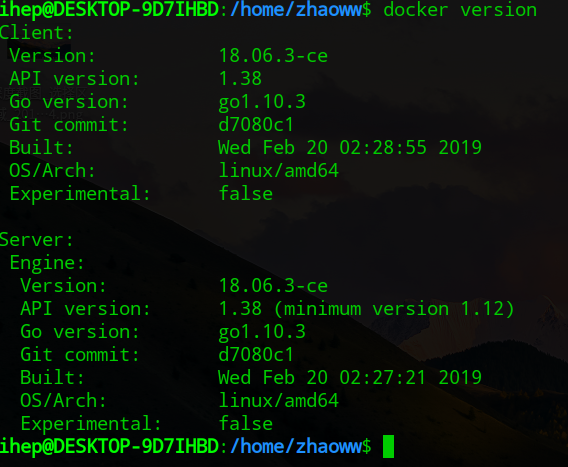 ihep@DESKTOP-9D7IHBD:/home/zhaoww$ docker version
Client:
 Version:           18.06.3-ce
 API version:       1.38
 Go version:        go1.10.3
 Git commit:        d7080c1
 Built:             Wed Feb 20 02:28:55 2019
 OS/Arch:           linux/amd64
 Experimental:      false

Server:
 Engine:
  Version:          18.06.3-ce
  API version:      1.38 (minimum version 1.12)
  Go version:       go1.10.3
  Git commit:       d7080c1
  Built:            Wed Feb 20 02:27:21 2019
  OS/Arch:          linux/amd64
  Experimental:     false
ihep@DESKTOP-9D7IHBD:/home/zhaoww$